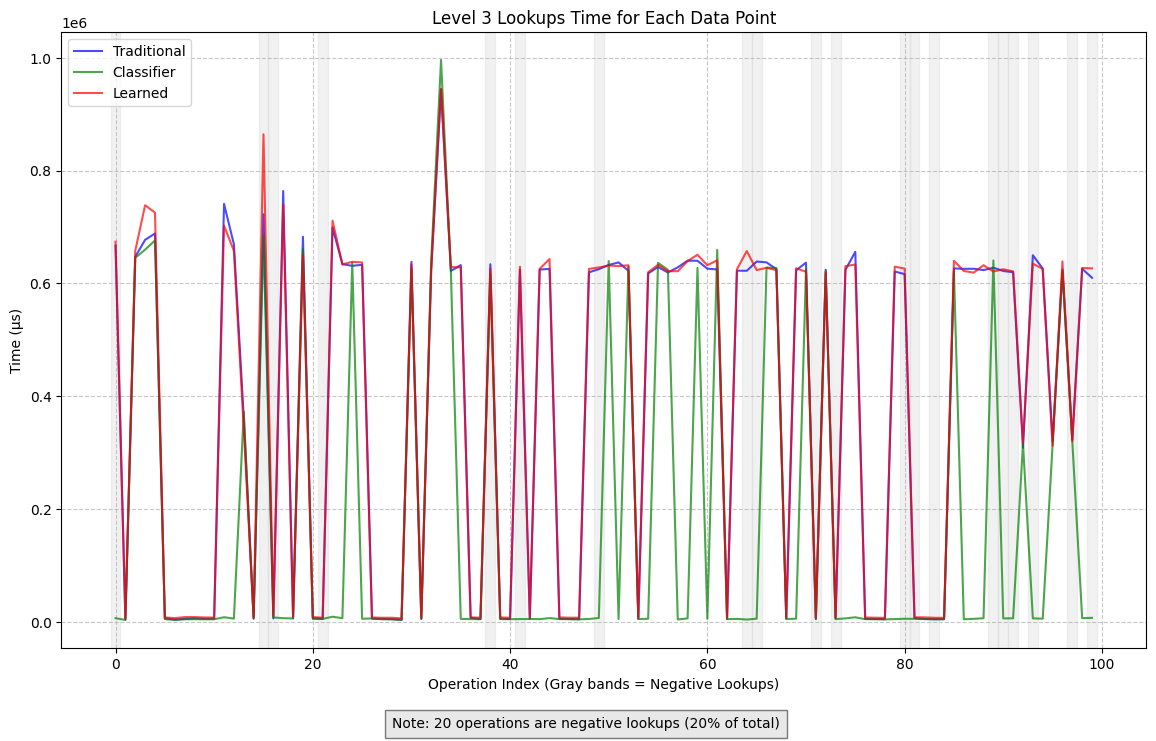 Level 3 Lookups Time for Each Data Point
1e6
Traditional
Classifier
Learned
1.0
0.8
0.6
0.4
0.2
0.0
Time (µs)
0 20 40 60 80 100
Operation Index (Gray bands = Negative Lookups)
Note: 20 operations are negative lookups (20% of total)